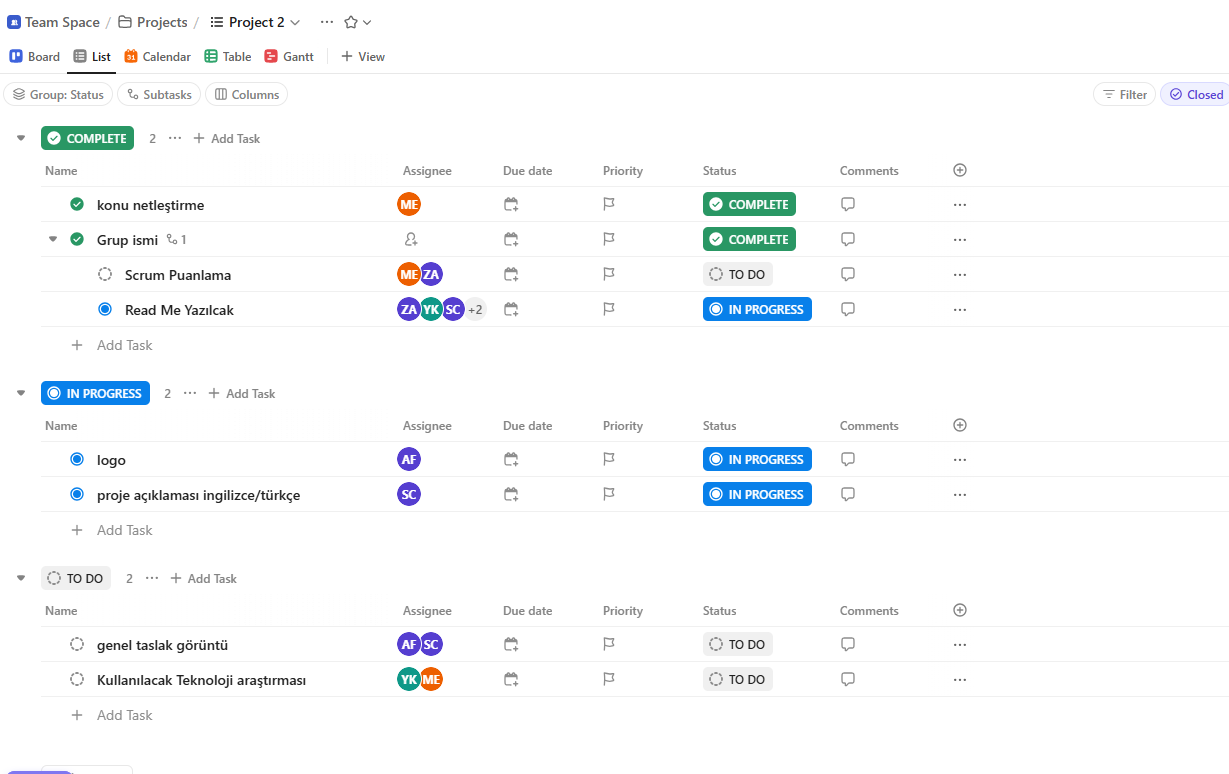 Team Space / Projects / Project 2
Board List 31 Calendar Table Gantt + View
Group: Status Subtasks Columns Filter Closed
COMPLETE 2 ... + Add Task
Name Assignee Due date Priority Status Comments
konu netleştirme ME COMPLETE
Grup ismi 1 COMPLETE
Scrum Puanlama ME ZA TO DO
Read Me Yazılcak ZA YK SC +2 IN PROGRESS
+ Add Task
IN PROGRESS 2 ... + Add Task
Name Assignee Due date Priority Status Comments
logo AF IN PROGRESS
proje açıklaması ingilizce/türkçe SC IN PROGRESS
+ Add Task
TO DO 2 ... + Add Task
Name Assignee Due date Priority Status Comments
genel taslak görüntü AF SC TO DO
Kullanılacak Teknoloji araştırması YK ME TO DO
+ Add Task